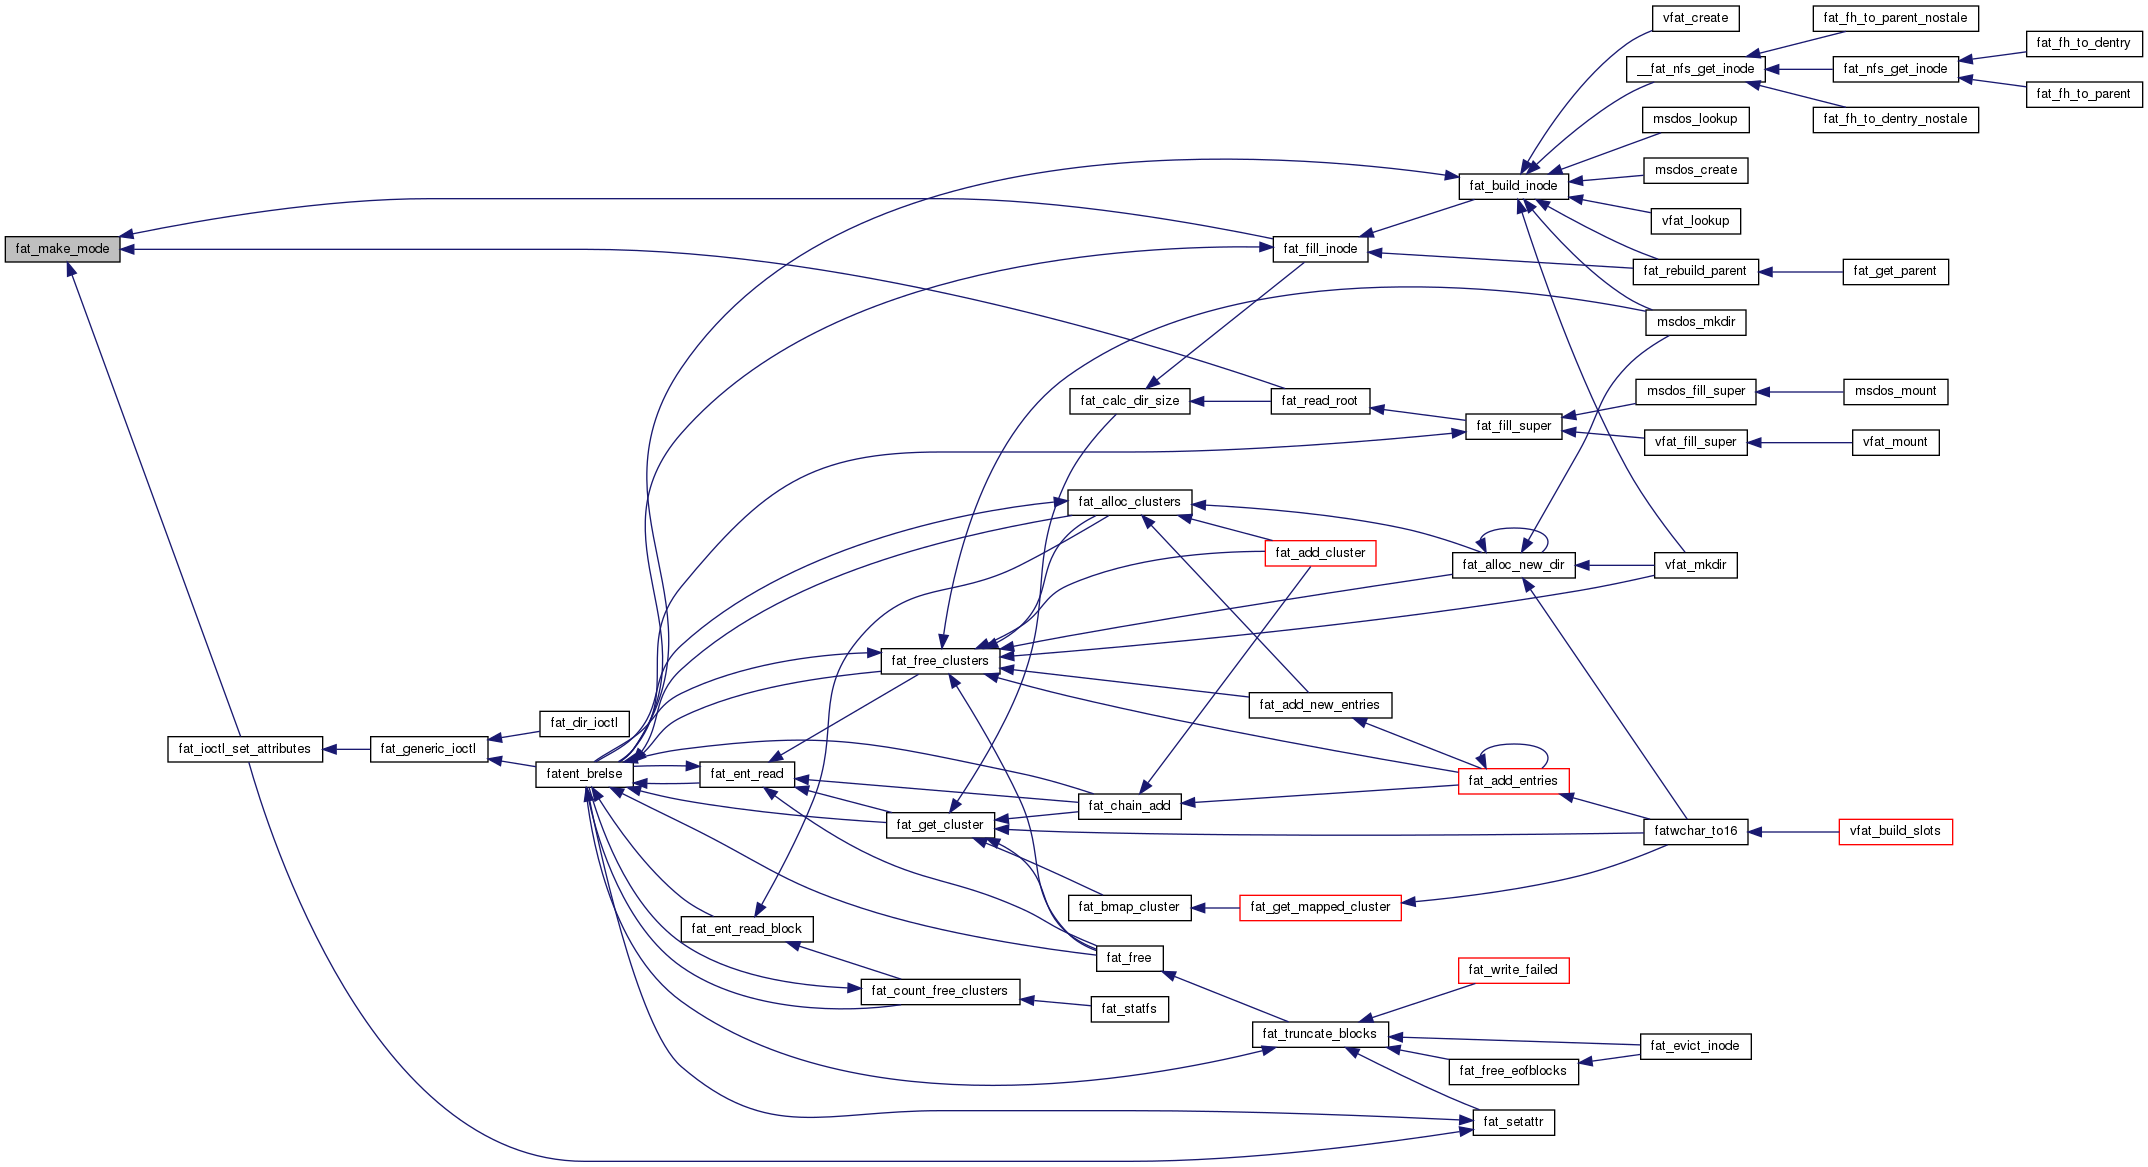 vfat_create
fat_fh_to_parent_nostale
fat_fh_to_dentry
__fat_nfs_get_inode
fat_nfs_get_inode
fat_fh_to_parent
msdos_lookup
fat_fh_to_dentry_nostale
msdos_create
fat_build_inode
vfat_lookup
fat_make_mode
fat_fill_inode
fat_rebuild_parent
fat_get_parent
msdos_mkdir
fat_calc_dir_size
fat_read_root
msdos_fill_super
msdos_mount
fat_fill_super
vfat_fill_super
vfat_mount
fat_alloc_clusters
fat_add_cluster
fat_alloc_new_dir
vfat_mkdir
fat_free_clusters
fat_add_new_entries
fat_dir_ioctl
fat_ioctl_set_attributes
fat_generic_ioctl
fatent_brelse
fat_ent_read
fat_add_entries
fat_chain_add
fat_get_cluster
fatwchar_to16
vfat_build_slots
fat_bmap_cluster
fat_get_mapped_cluster
fat_ent_read_block
fat_free
fat_write_failed
fat_count_free_clusters
fat_statfs
fat_truncate_blocks
fat_evict_inode
fat_free_eofblocks
fat_setattr